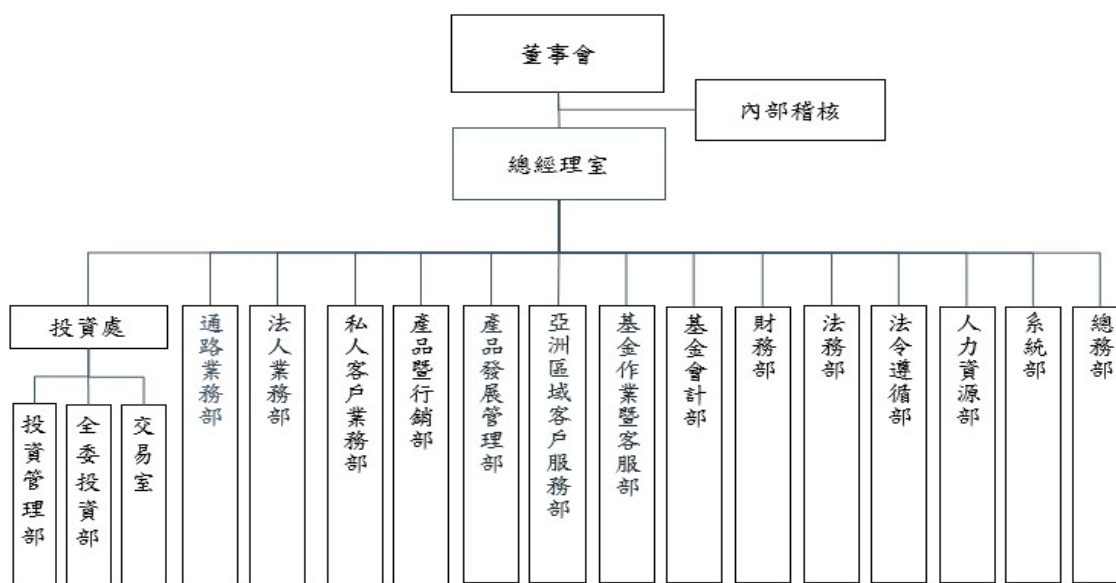 董事會
內部稽核
總經理室
投資處
投資管理部
全委投資部
交易室
通路業務部
法人業務部
私人客戶業務部
產品暨行銷部
產品發展管理部
亞洲區域客戶服務部
基金作業暨客服部
基金會計部
財務部
法務部
法令遵循部
人力資源部
系統部
總務部